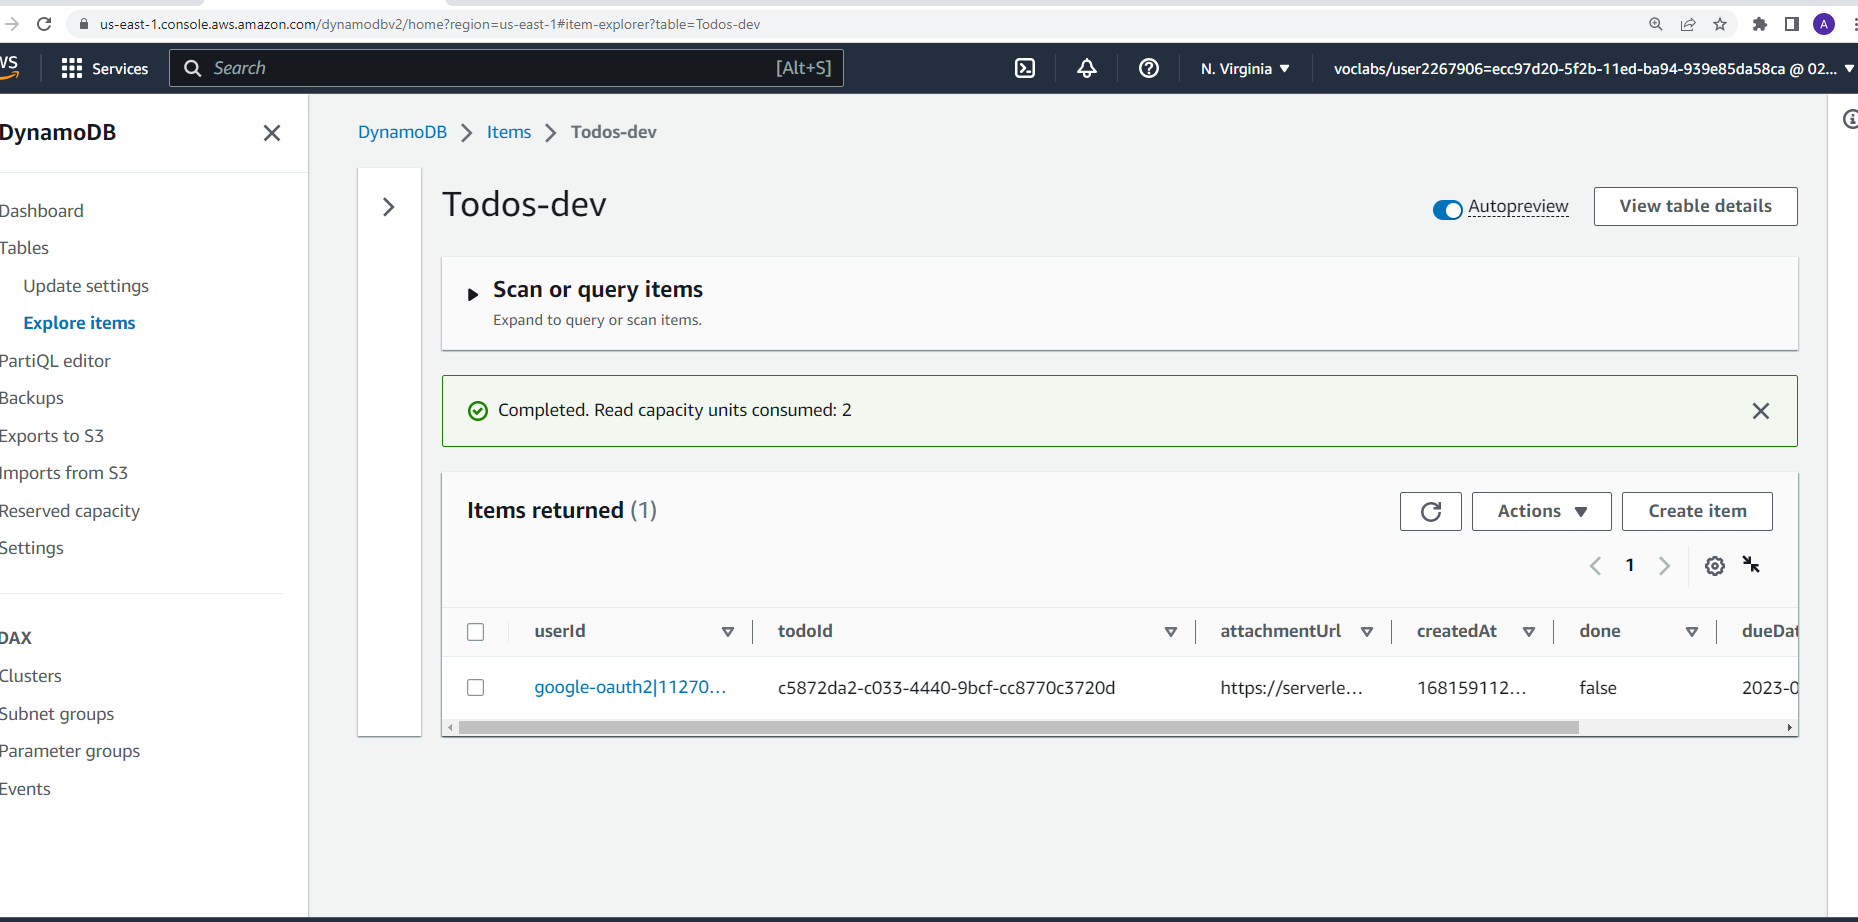 us-east-1.console.aws.amazon.com/dynamodbv2/home?region=us-east-1#item-explorer?table=Todos-dev
A
Services
Search
[Alt+S]
N. Virginia
voclabs/user2267906=ecc97d20-5f2b-11ed-ba94-939e85da58ca @ 02...
DynamoDB
Dashboard
Tables
Update settings
Explore items
PartiQL editor
Backups
Exports to S3
Imports from S3
Reserved capacity
Settings
DAX
Clusters
Subnet groups
Parameter groups
Events
DynamoDB > Items > Todos-dev
Todos-dev
Autopreview
View table details
Scan or query items
Expand to query or scan items.
Completed. Read capacity units consumed: 2
Items returned (1)
Actions
Create item
1
userId todoId attachmentUrl createdAt done dueDat
google-oauth2|11270... c5872da2-c033-4440-9bcf-cc8770c3720d https://serverle... 168159112... false 2023-0